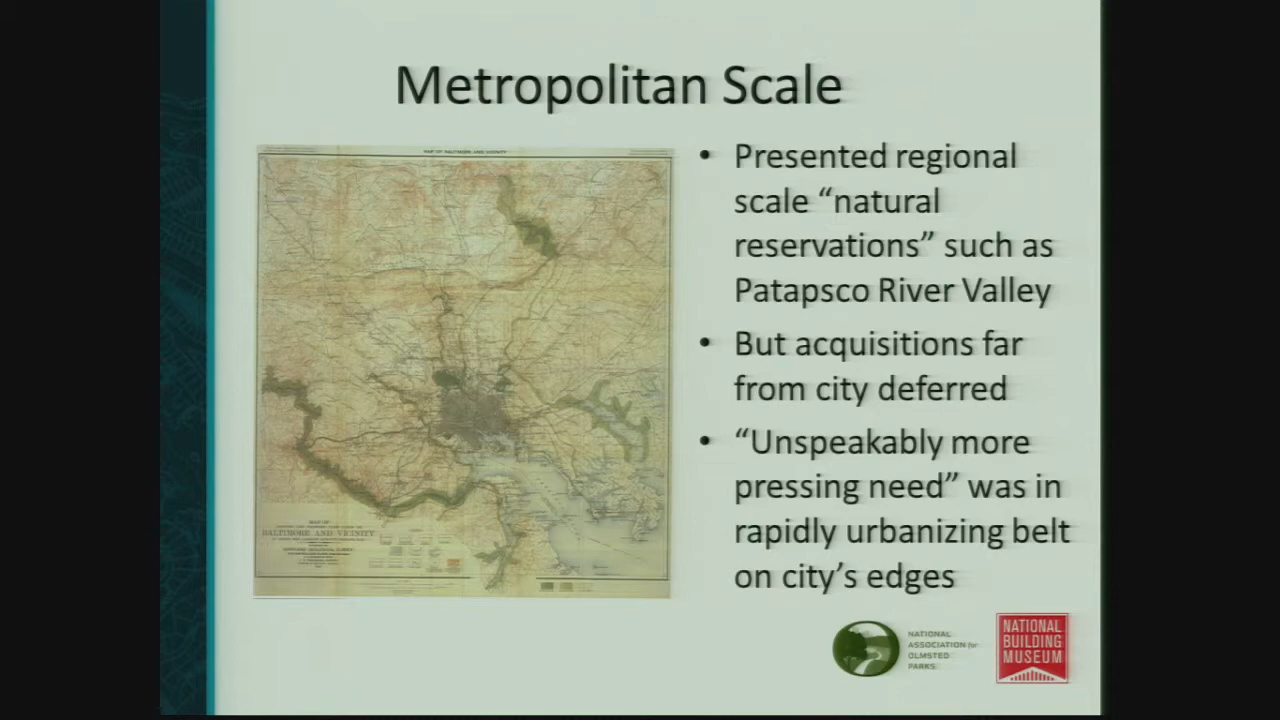 Metropolitan Scale
MAP OF BALTIMORE AND VICINITY
• Presented regional
scale “natural
reservations” such as
Patapsco River Valley
• But acquisitions far
from city deferred
• “Unspeakably more
pressing need” was in
rapidly urbanizing belt
on city’s edges
MAP OF
BALTIMORE AND VICINITY
NATIONAL
ASSOCIATION for
OLMSTED
PARKS
NATIONAL
BUILDING
MUSEUM